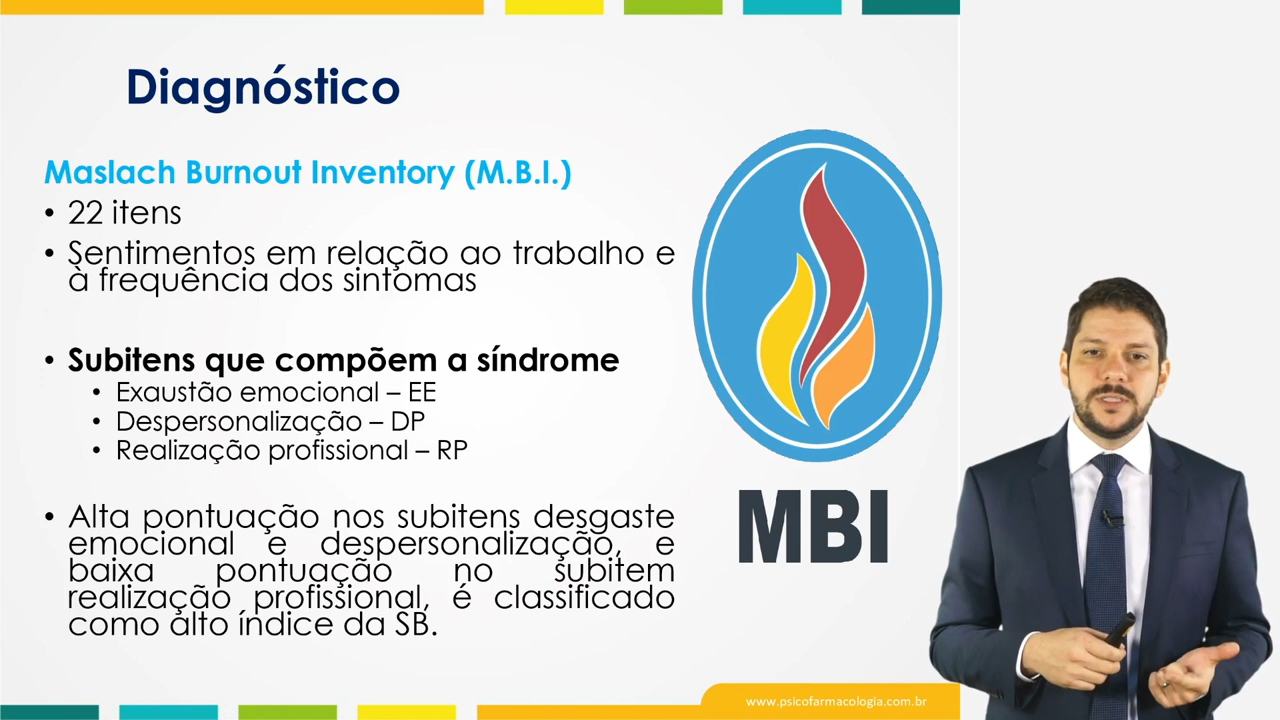 Diagnóstico
Maslach Burnout Inventory (M.B.I.)
• 22 itens
• Sentimentos em relação ao trabalho e
à frequência dos sintomas
• Subitens que compõem a síndrome
• Exaustão emocional – EE
• Despersonalização – DP
• Realização profissional – RP
• Alta pontuação nos subitens desgaste
emocional e despersonalização, e
baixa pontuação no subitem
realização profissional, é classificado
como alto índice da SB.
MBI
www.psicofarmacologia.com.br